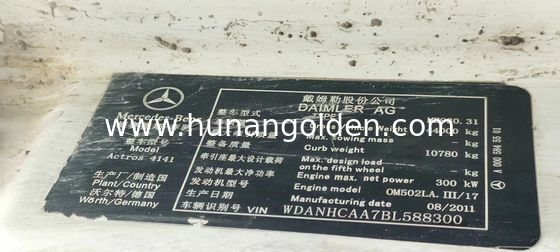 戴姆勒股份公司
DAIMLER AG
Mercedes-Benz
整车型号
Model
Actros 4141
生产厂/制造国
Plant/Country
沃尔特/德国
Wörth/Germany
整车型式
TYPE
.31
Weight 41000 kg
Max. towing mass - kg
整备质量 Curb weight 10780 kg
牵引座最大设计载荷 Max. design load on the fifth wheel - kg
发动机最大净功率 Engine max. net power 300 kW
发动机型号 Engine model OM502LA. III/17
生产日期 Manufacturing date 08/2011
车辆识别号 VIN WDANHCAA7BL588300
www.hunangolden.com